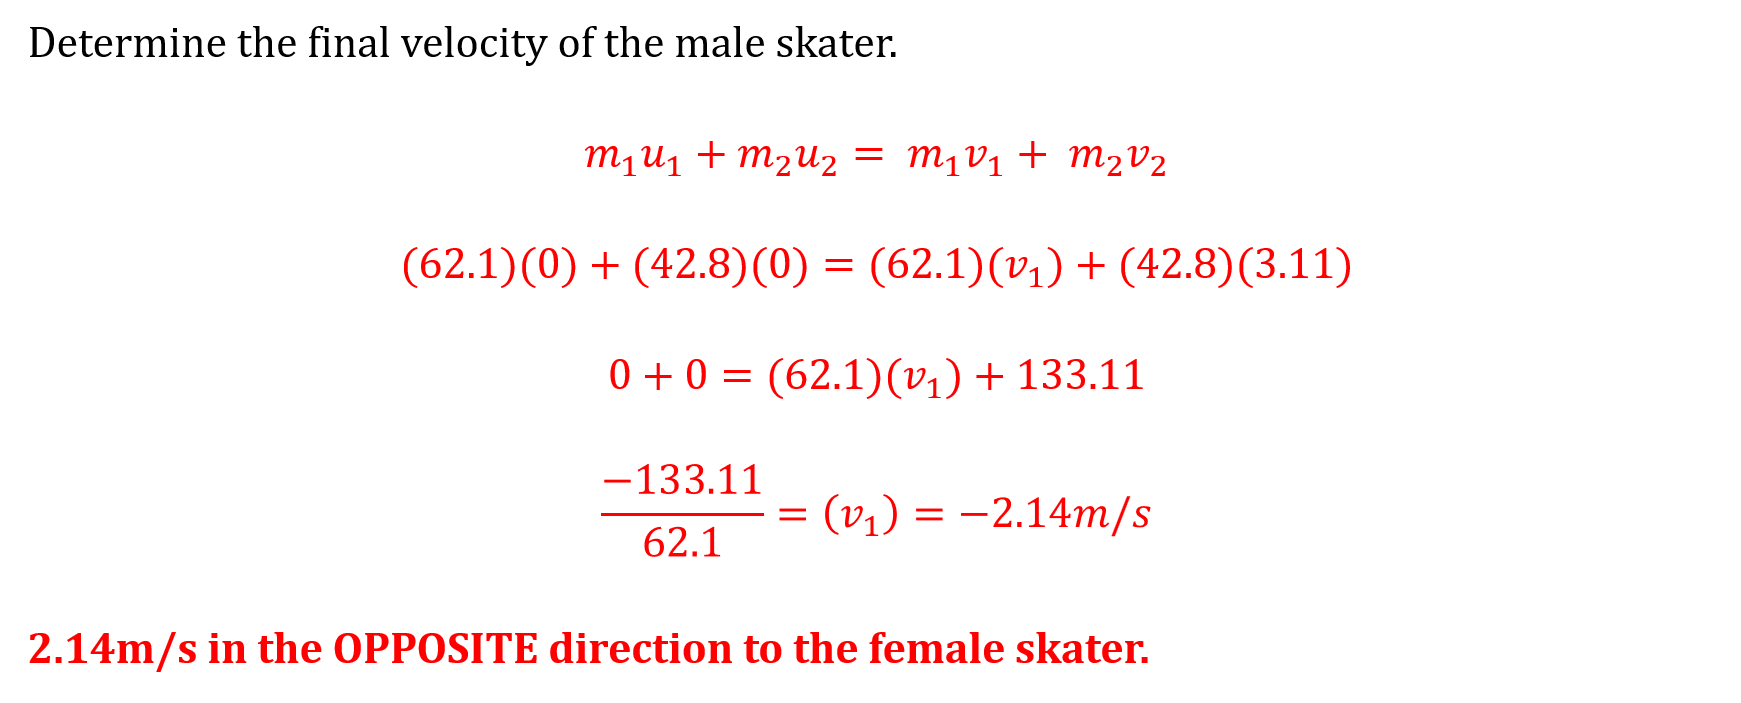 Determine the final velocity of the male skater.
m₁u₁ + m₂u₂ = m₁v₁ + m₂v₂
(62.1)(0) + (42.8)(0) = (62.1)(v₁) + (42.8)(3.11)
0 + 0 = (62.1)(v₁) + 133.11
−133.11/62.1 = (v₁) = −2.14m/s
2.14m/s in the OPPOSITE direction to the female skater.